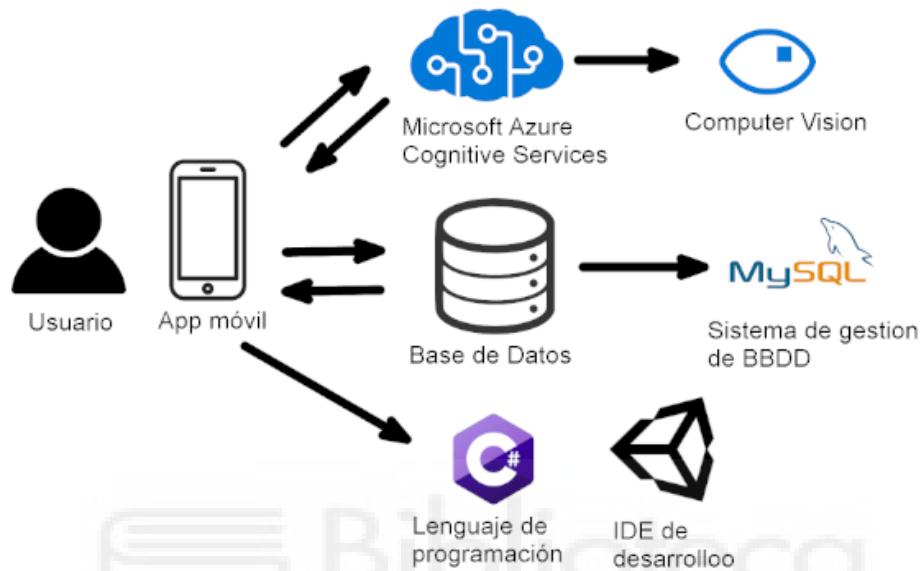 Microsoft Azure
Cognitive Services
Computer Vision
Usuario
App móvil
Base de Datos
MySQL
Sistema de gestion
de BBDD
C#
Lenguaje de
programación
IDE de
desarrolloo
Biblioteca